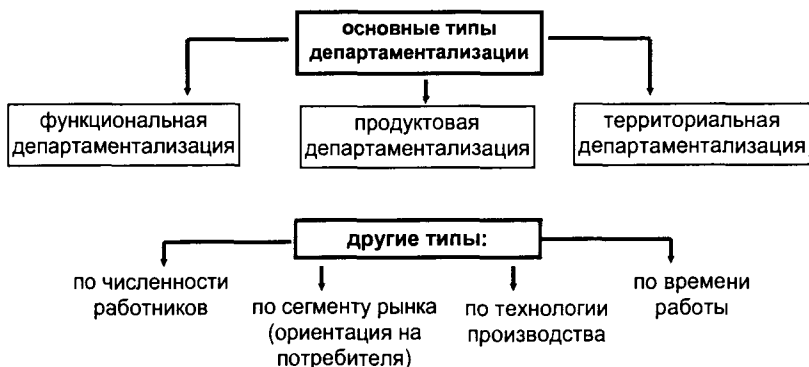 основные типы
департаментализации
функциональная
департаментализация
продуктовая
департаментализация
территориальная
департаментализация
другие типы:
по численности
работников
по сегменту рынка
(ориентация на
потребителя)
по технологии
производства
по времени
работы